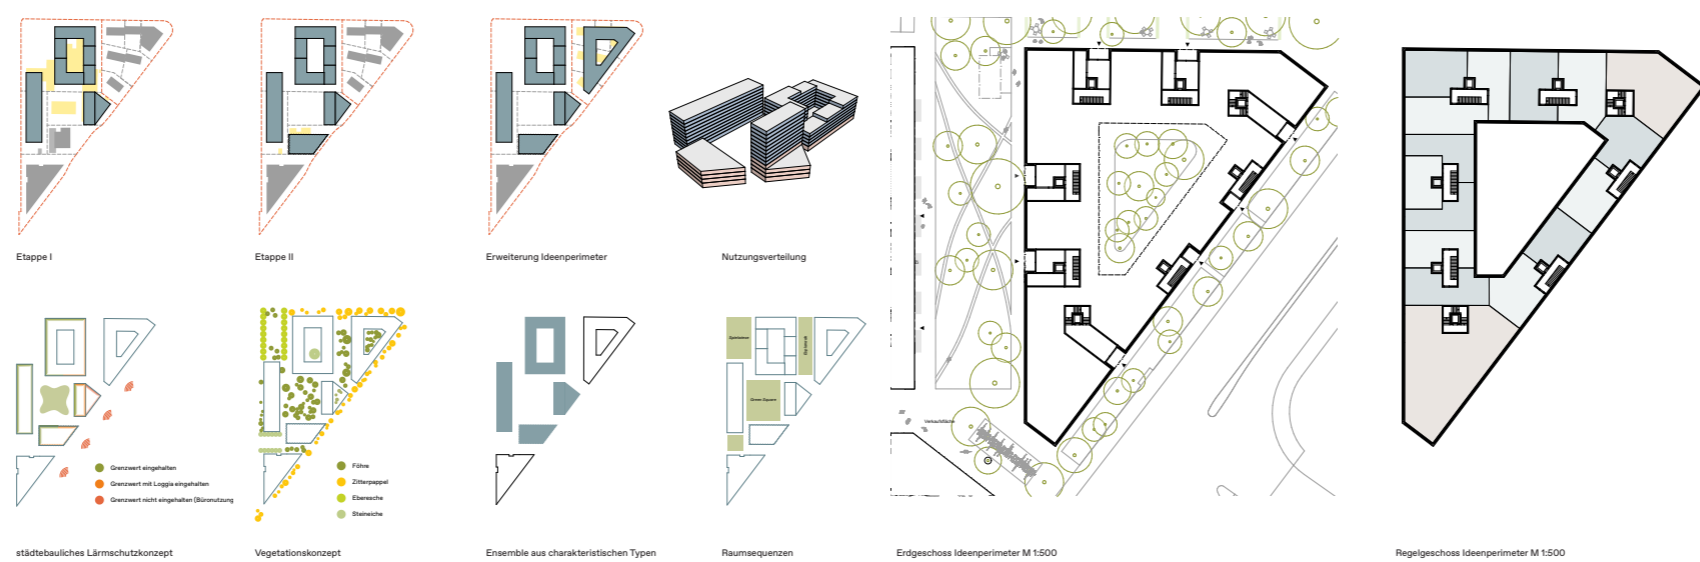 Etappe I
Etappe II
Erweiterung Ideenperimeter
Nutzungsverteilung
Verkaufsfläche
Grenzwert eingehalten
Grenzwert mit Loggia eingehalten
Grenzwert nicht eingehalten (Büronutzung
Föhre
Zitterpappel
Eberesche
Steineiche
Green Square
städtebauliches Lärmschutzkonzept
Vegetationskonzept
Ensemble aus charakteristischen Typen
Raumsequenzen
Erdgeschoss Ideenperimeter M 1:500
Regelgeschoss Ideenperimeter M 1:500